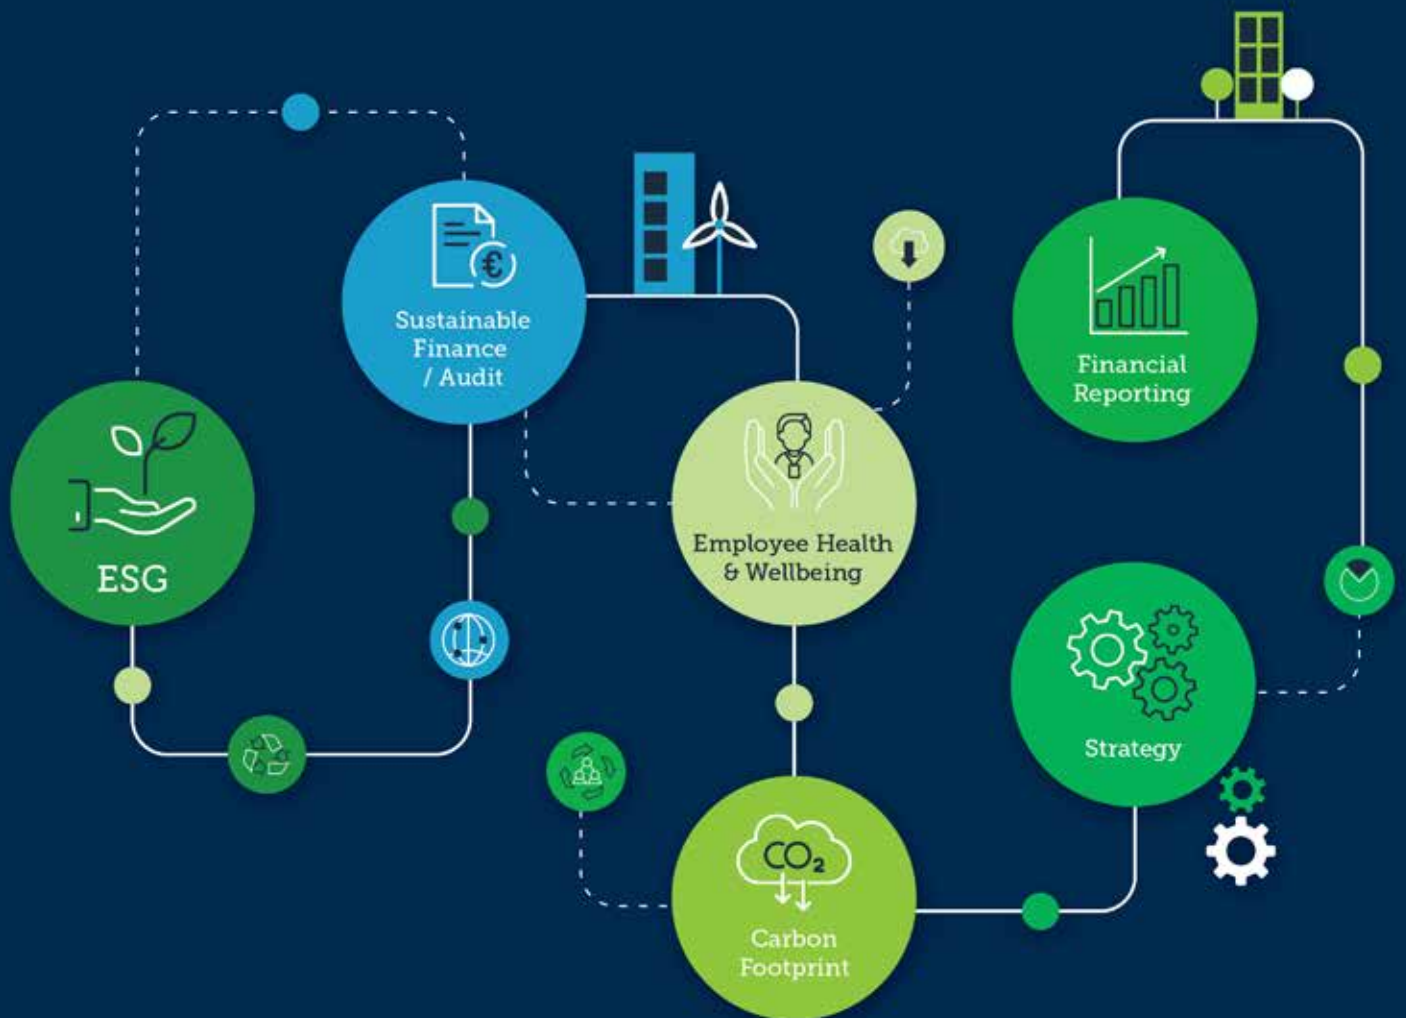 ESG
Sustainable
Finance
/ Audit
€
Employee Health
& Wellbeing
CO₂
Carbon
Footprint
Strategy
Financial
Reporting